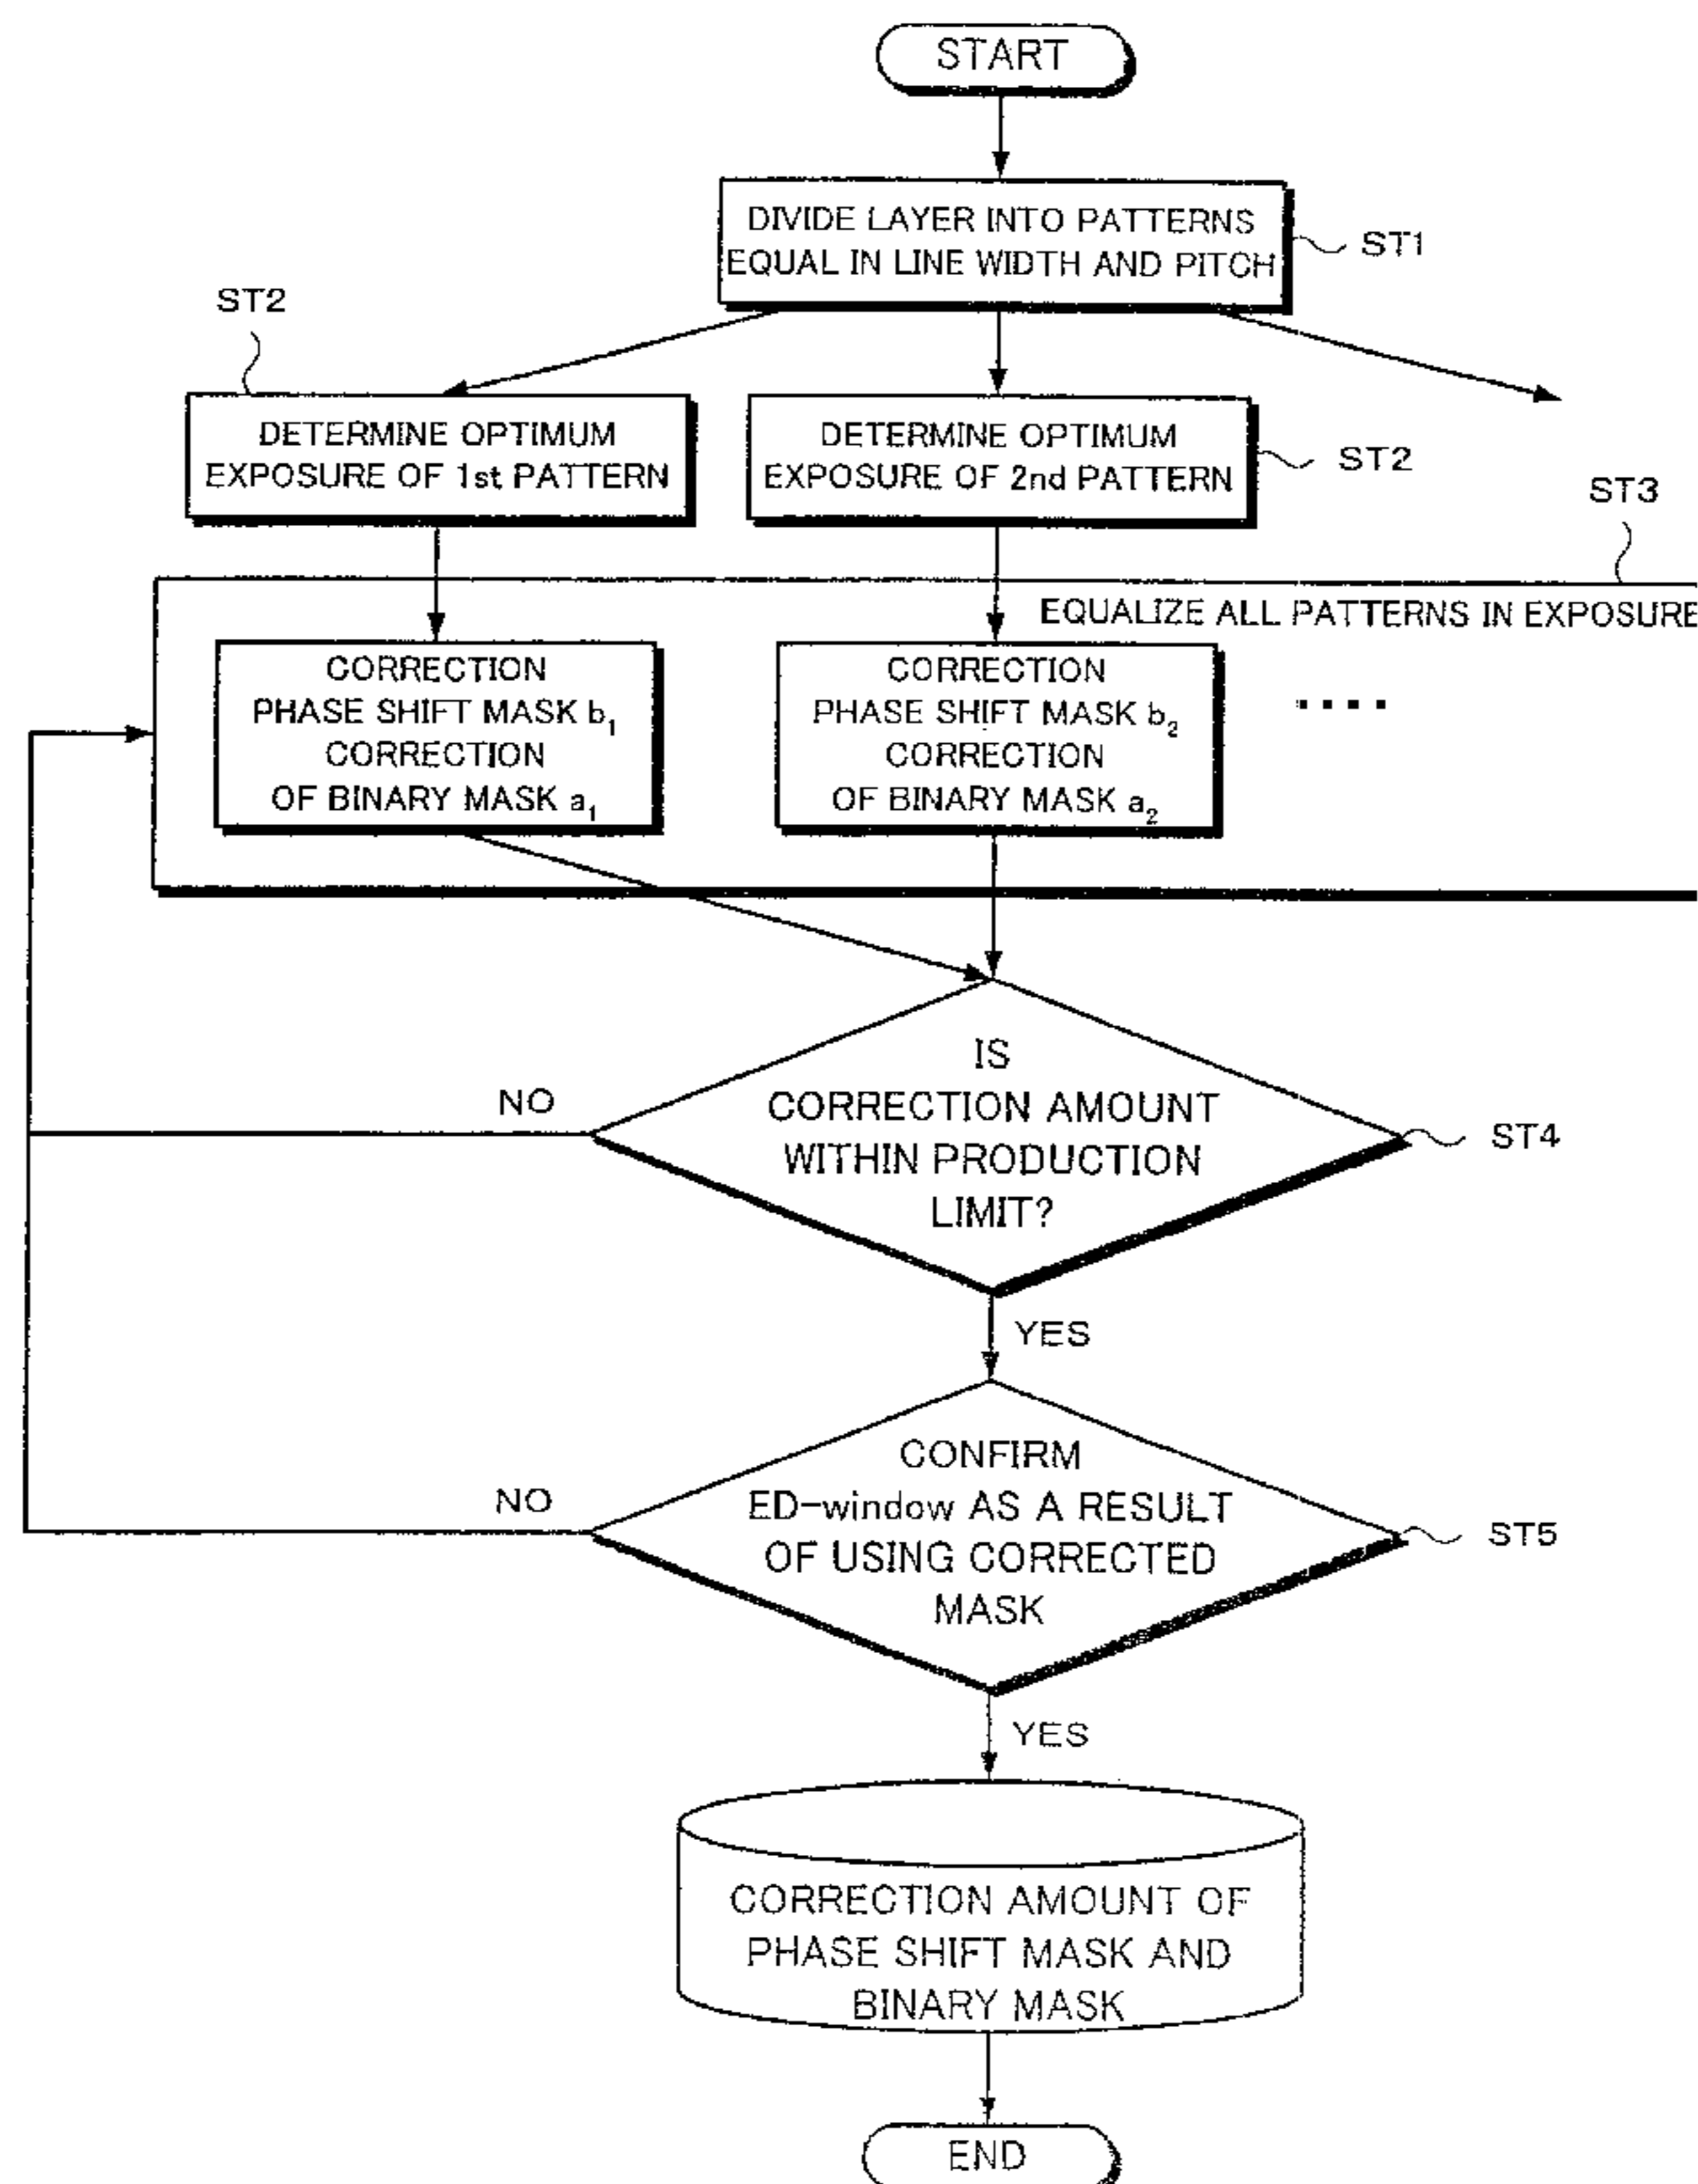 START
DIVIDE LAYER INTO PATTERNS
EQUAL IN LINE WIDTH AND PITCH
ST1
ST2
DETERMINE OPTIMUM
EXPOSURE OF 1st PATTERN
DETERMINE OPTIMUM
EXPOSURE OF 2nd PATTERN
ST2
ST3
EQUALIZE ALL PATTERNS IN EXPOSURE
CORRECTION
PHASE SHIFT MASK b₁
CORRECTION
OF BINARY MASK a₁
CORRECTION
PHASE SHIFT MASK b₂
CORRECTION
OF BINARY MASK a₂
....
IS
CORRECTION AMOUNT
WITHIN PRODUCTION
LIMIT?
NO
ST4
YES
CONFIRM
ED-window AS A RESULT
OF USING CORRECTED
MASK
NO
ST5
YES
CORRECTION AMOUNT OF
PHASE SHIFT MASK AND
BINARY MASK
END